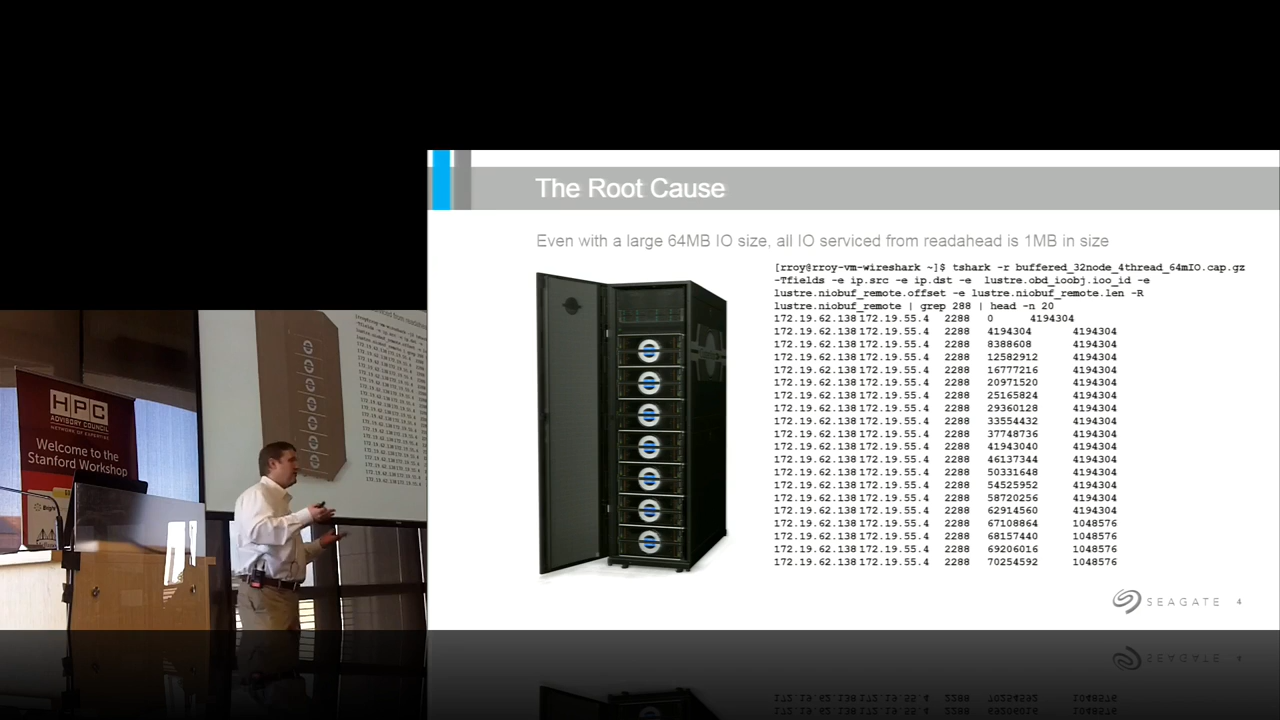 The Root Cause
Even with a large 64MB IO size, all IO serviced from readahead is 1MB in size
[rroy@rroy-vm-wireshark ~]$ tshark -r buffered_32node_4thread_64mIO.cap.gz
-Tfields -e ip.src -e ip.dst -e lustre.obd_ioobj.ioo_id -e
lustre.niobuf_remote.offset -e lustre.niobuf_remote.len -R
lustre.niobuf_remote | grep 288 | head -n 20
172.19.62.138 172.19.55.4 2288 0 4194304
172.19.62.138 172.19.55.4 2288 4194304 4194304
172.19.62.138 172.19.55.4 2288 8388608 4194304
172.19.62.138 172.19.55.4 2288 12582912 4194304
172.19.62.138 172.19.55.4 2288 16777216 4194304
172.19.62.138 172.19.55.4 2288 20971520 4194304
172.19.62.138 172.19.55.4 2288 25165824 4194304
172.19.62.138 172.19.55.4 2288 29360128 4194304
172.19.62.138 172.19.55.4 2288 33554432 4194304
172.19.62.138 172.19.55.4 2288 37748736 4194304
172.19.62.138 172.19.55.4 2288 41943040 4194304
172.19.62.138 172.19.55.4 2288 46137344 4194304
172.19.62.138 172.19.55.4 2288 50331648 4194304
172.19.62.138 172.19.55.4 2288 54525952 4194304
172.19.62.138 172.19.55.4 2288 58720256 4194304
172.19.62.138 172.19.55.4 2288 62914560 4194304
172.19.62.138 172.19.55.4 2288 67108864 1048576
172.19.62.138 172.19.55.4 2288 68157440 1048576
172.19.62.138 172.19.55.4 2288 69206016 1048576
172.19.62.138 172.19.55.4 2288 70254592 1048576
SEAGATE 4
HPC
ADVISORY COUNCIL
NETWORK OF EXPERTISE
Welcome to the
Stanford Workshop